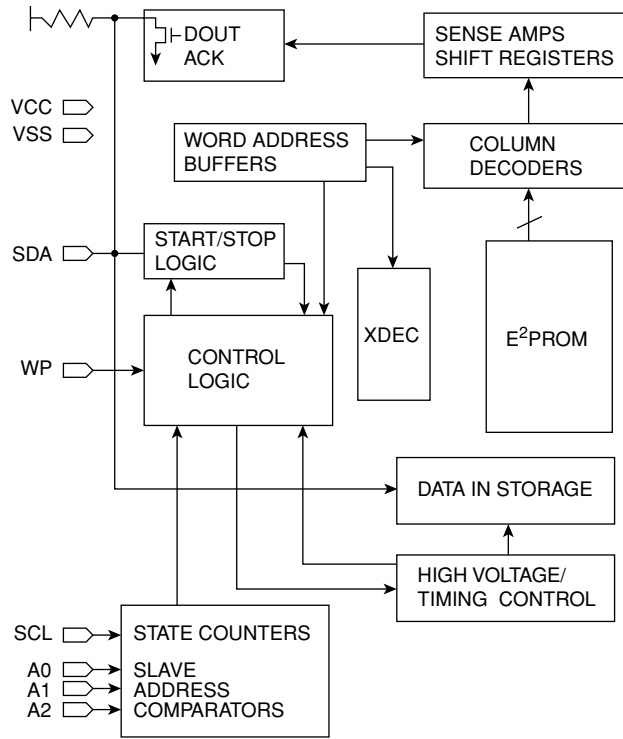 DOUT
ACK
SENSE AMPS
SHIFT REGISTERS
VCC
VSS
WORD ADDRESS
BUFFERS
COLUMN
DECODERS
SDA
START/STOP
LOGIC
XDEC
E²PROM
WP
CONTROL
LOGIC
DATA IN STORAGE
HIGH VOLTAGE/
TIMING CONTROL
SCL
STATE COUNTERS
A0
SLAVE
A1
ADDRESS
A2
COMPARATORS